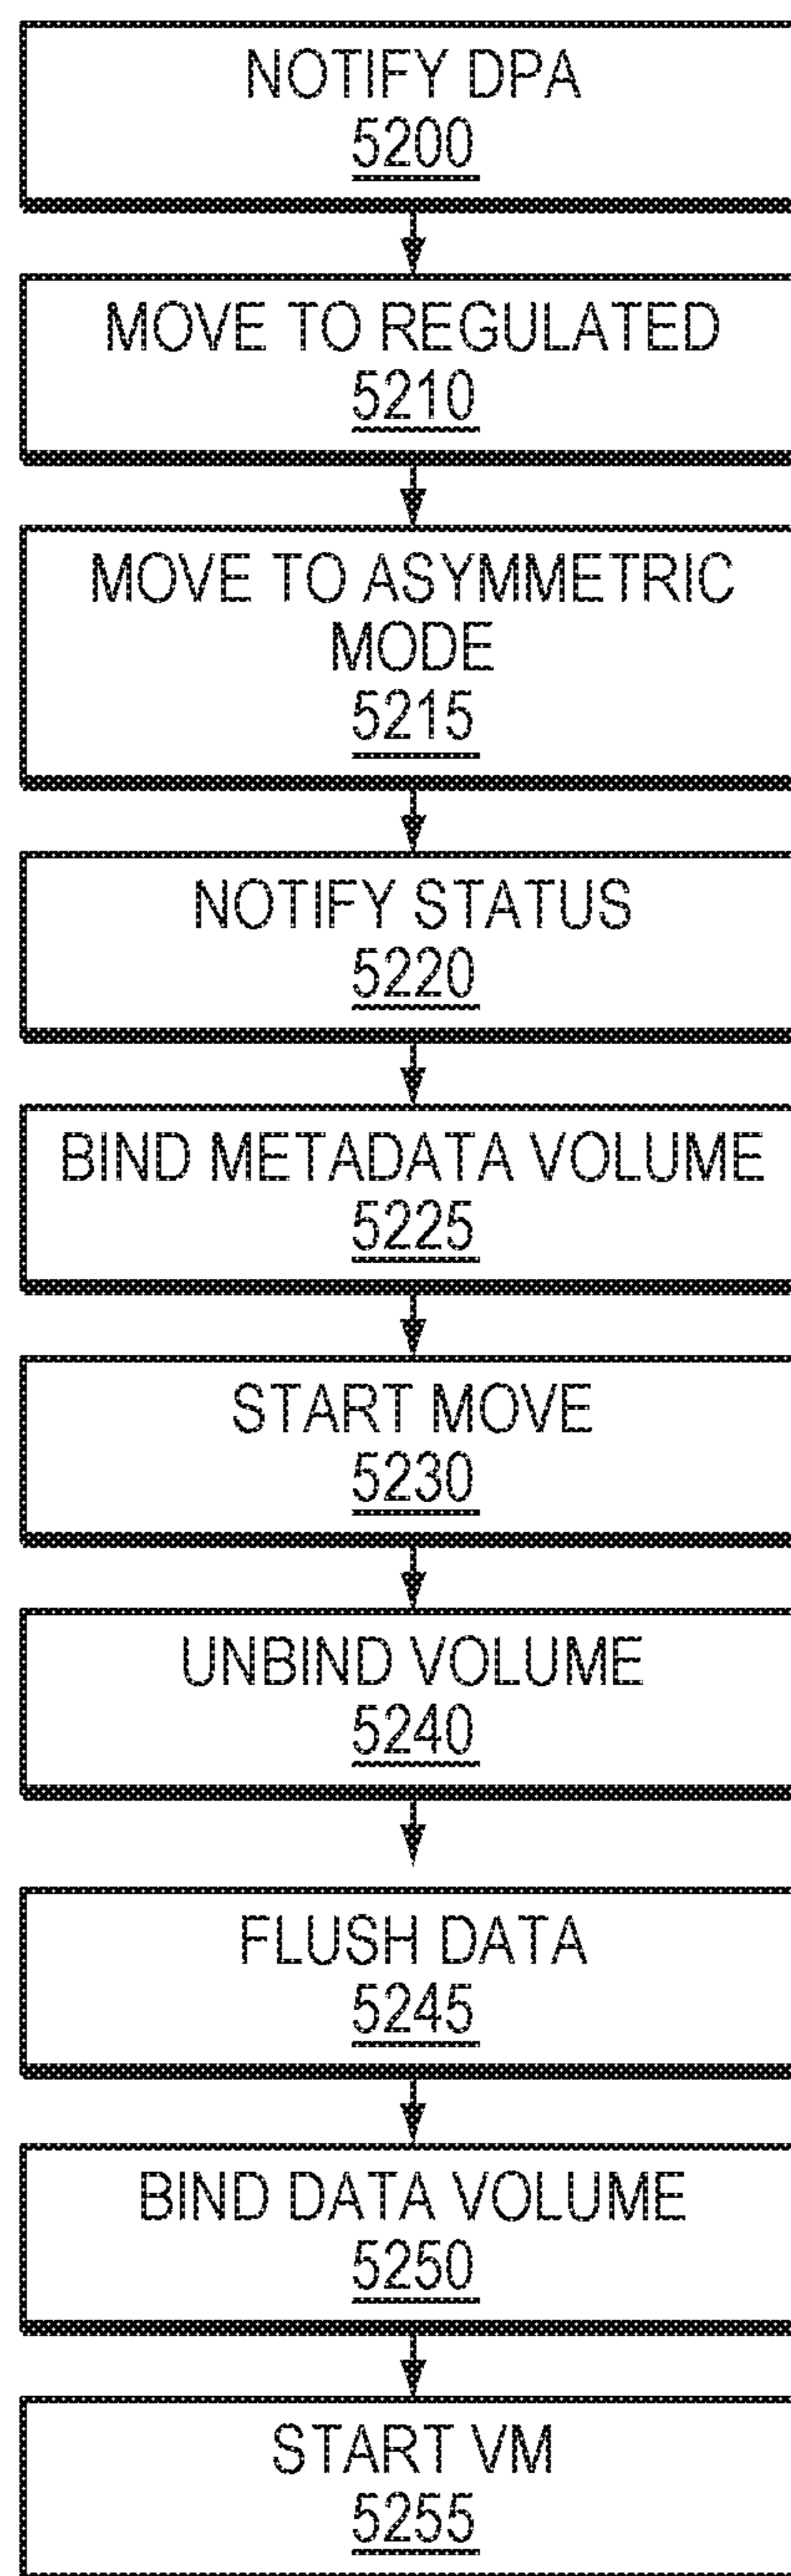 NOTIFY DPA
5200
MOVE TO REGULATED
5210
MOVE TO ASYMMETRIC
MODE
5215
NOTIFY STATUS
5220
BIND METADATA VOLUME
5225
START MOVE
5230
UNBIND VOLUME
5240
FLUSH DATA
5245
BIND DATA VOLUME
5250
START VM
5255